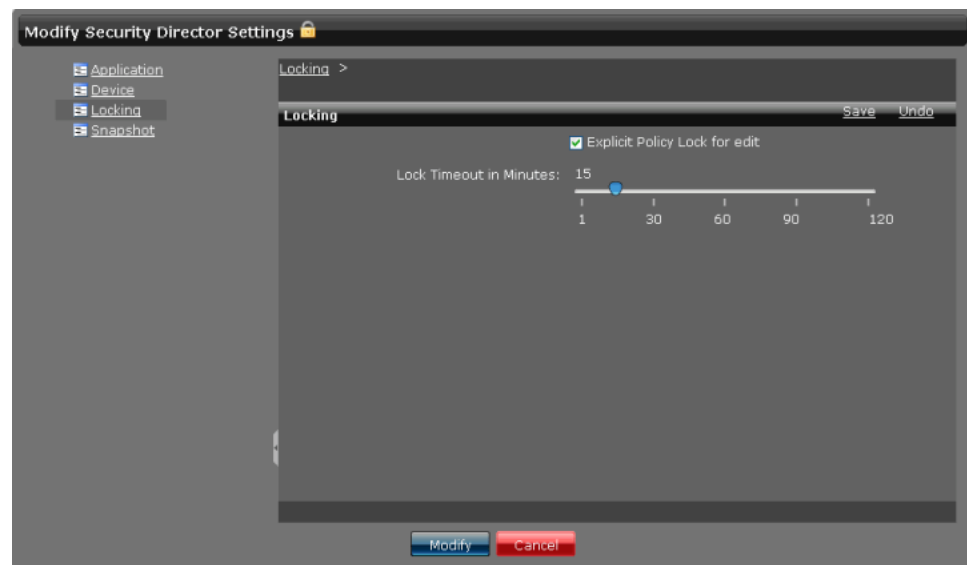 Modify Security Director Settings
Application
Device
Locking
Snapshot
Locking >
Locking
Save Undo
Explicit Policy Lock for edit
Lock Timeout in Minutes: 15
1 30 60 90 120
Modify Cancel